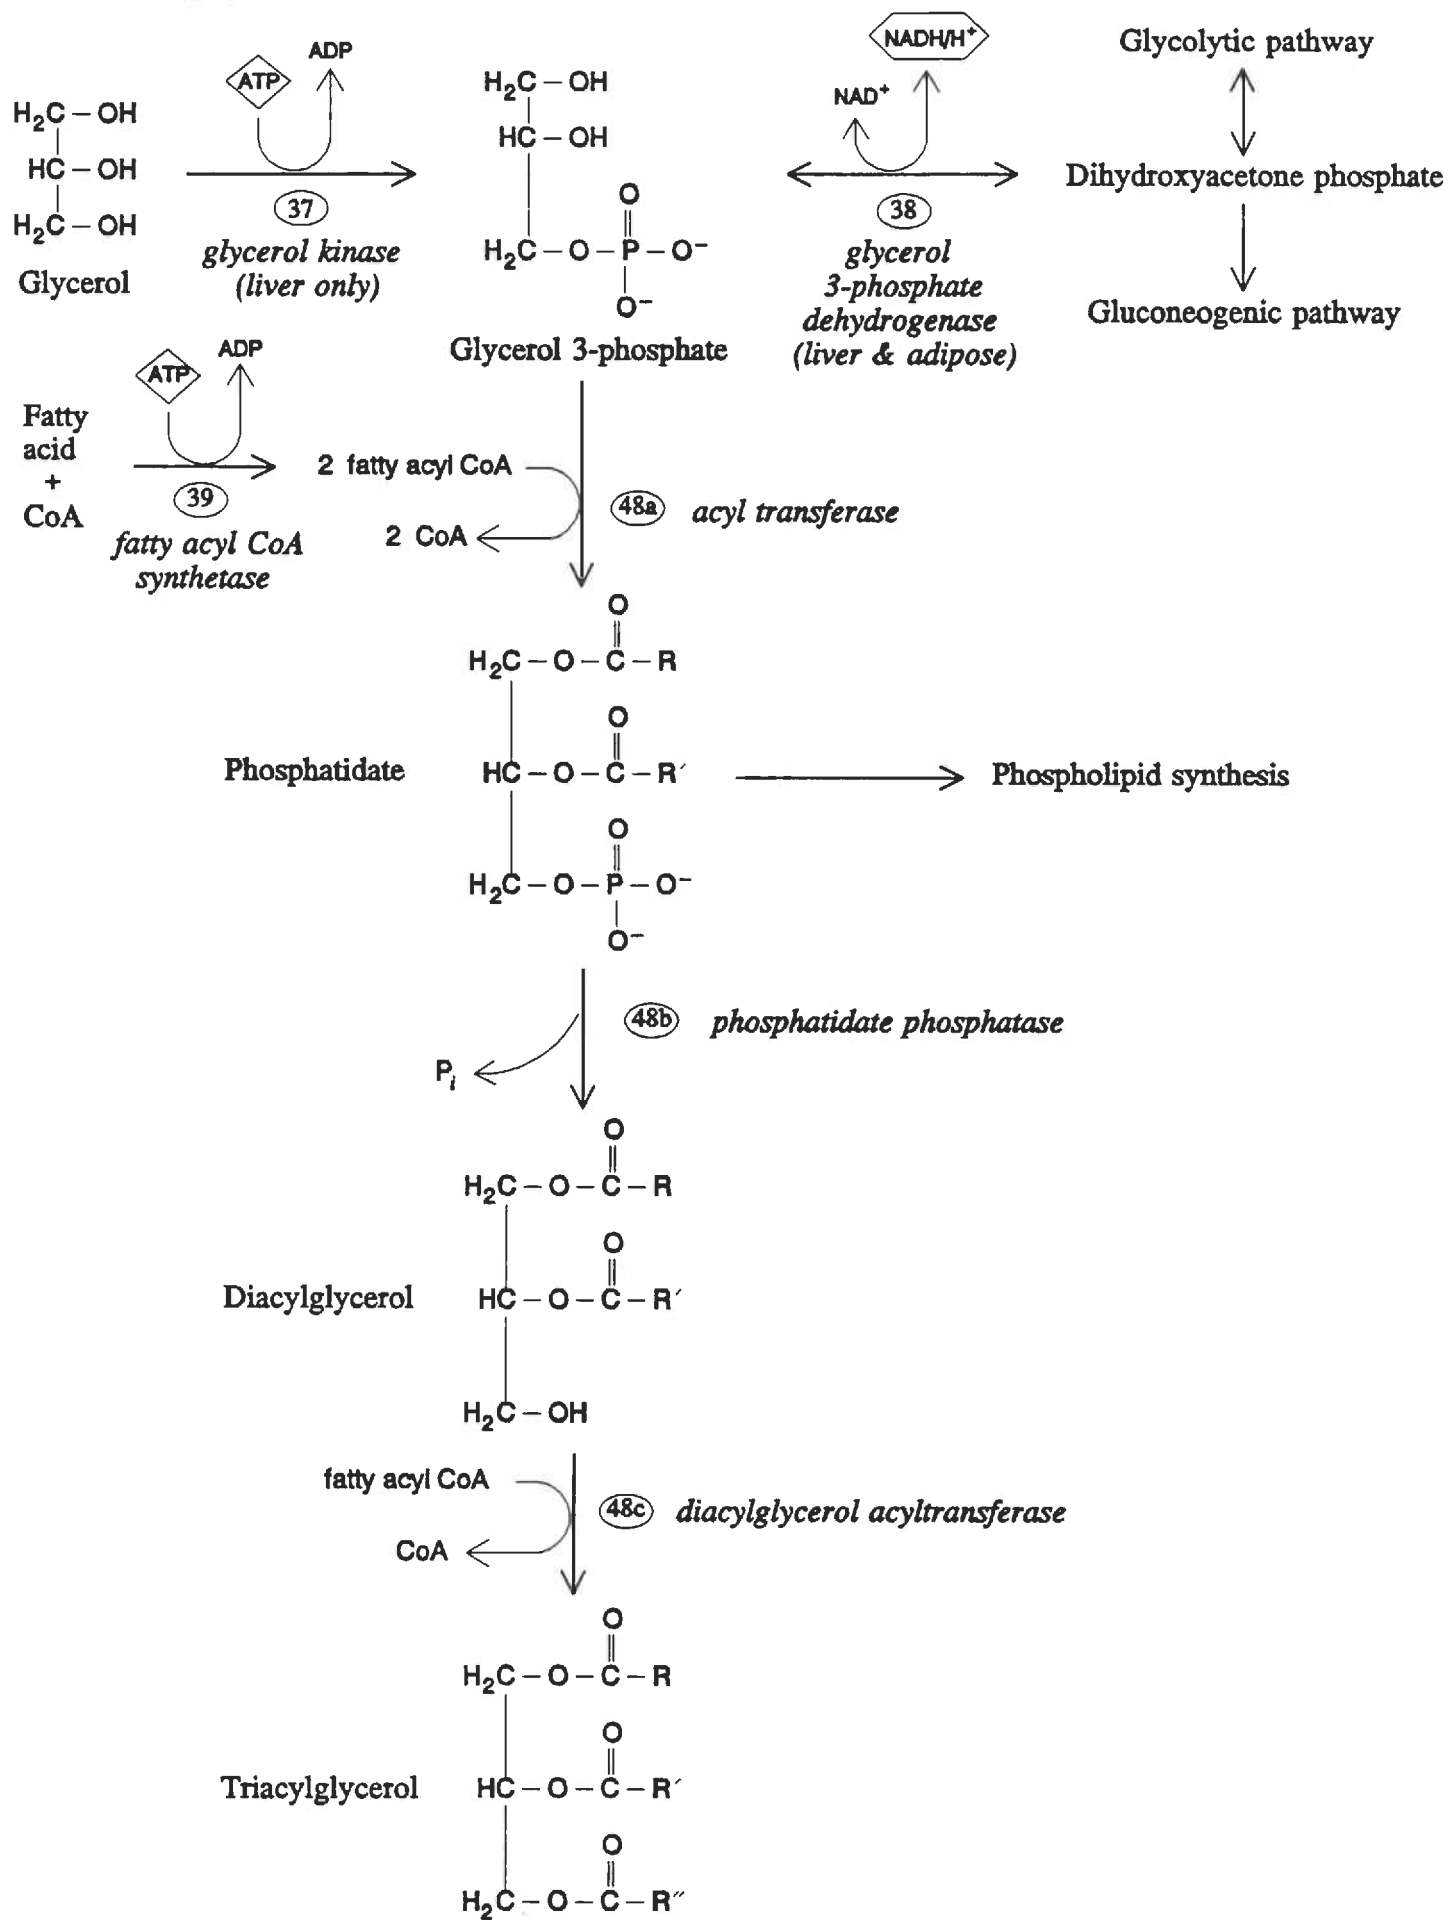 ATP
ADP
H₂C – OH
HC – OH
H₂C – OH
Glycerol
37
glycerol kinase
(liver only)
H₂C – OH
HC – OH
O
H₂C – O – P – O⁻
O⁻
Glycerol 3-phosphate
NADH/H⁺
NAD⁺
38
glycerol
3-phosphate
dehydrogenase
(liver & adipose)
Glycolytic pathway
Dihydroxyacetone phosphate
Gluconeogenic pathway
ATP
ADP
Fatty
acid
+
CoA
39
fatty acyl CoA
synthetase
2 fatty acyl CoA
2 CoA
48a acyl transferase
O
H₂C – O – C – R
O
Phosphatidate HC – O – C – R′ Phospholipid synthesis
O
H₂C – O – P – O⁻
O⁻
48b phosphatidate phosphatase
Pᵢ
O
H₂C – O – C – R
O
Diacylglycerol HC – O – C – R′
H₂C – OH
fatty acyl CoA
48c diacylglycerol acyltransferase
CoA
O
H₂C – O – C – R
O
Triacylglycerol HC – O – C – R′
O
H₂C – O – C – R″